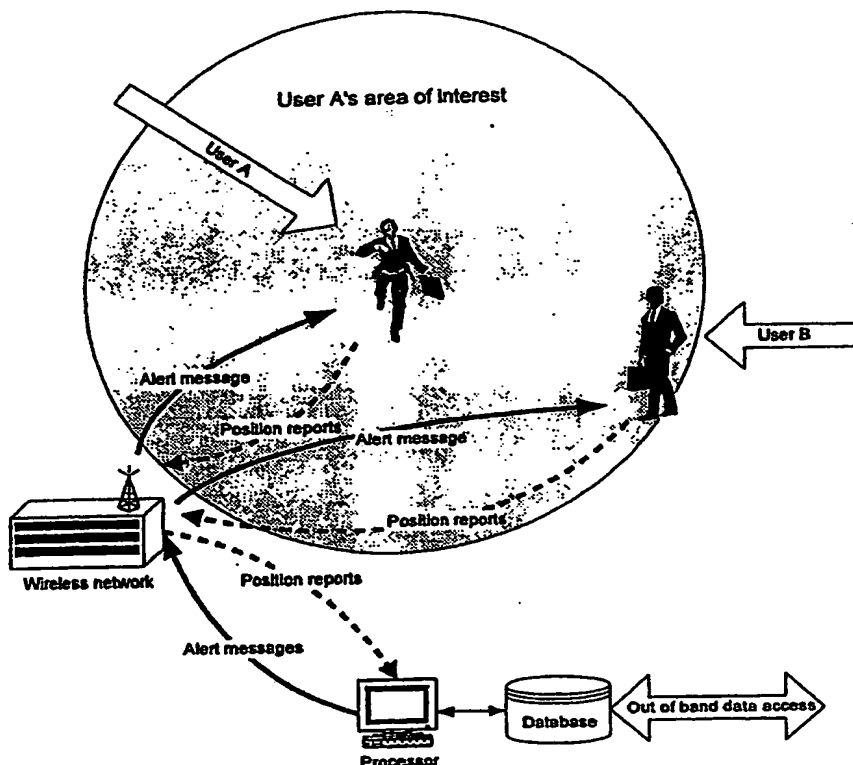 User A's area of interest
User A
User B
Alert message
Position reports
Alert message
Position reports
Wireless network
Position reports
Alert messages
Out of band data access
Database
Processor